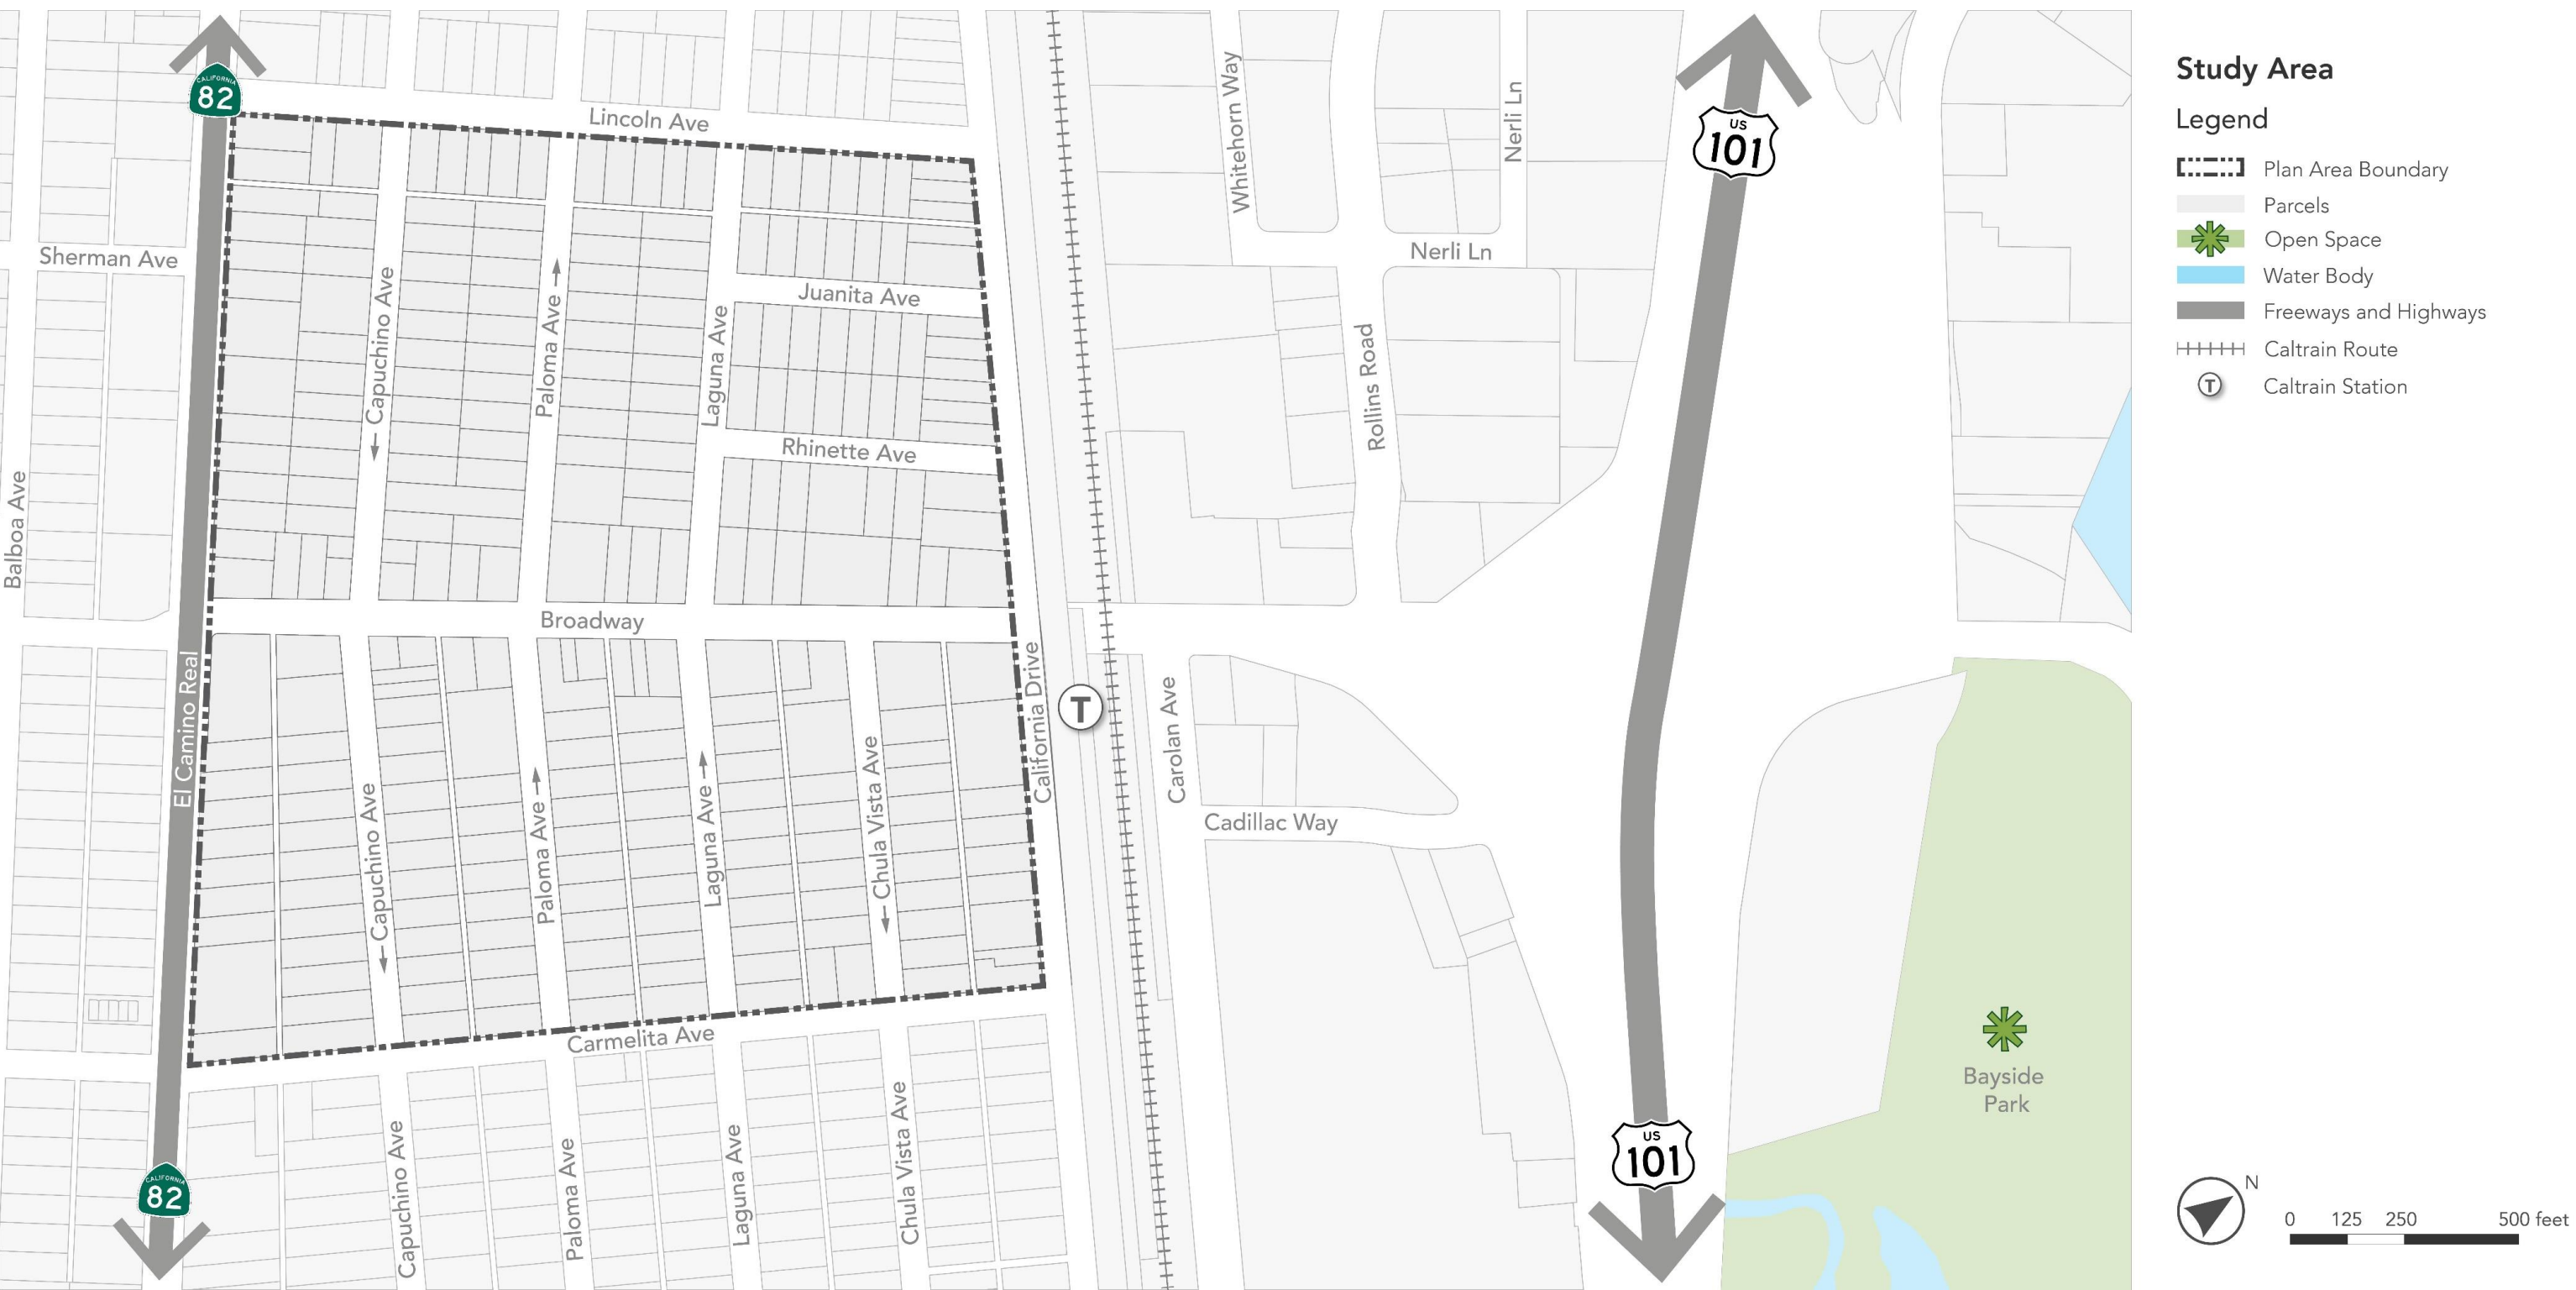 CALIFORNIA
82
Lincoln Ave
Sherman Ave
Balboa Ave
Capuchino Ave
Paloma Ave
Laguna Ave
Juanita Ave
Rhinette Ave
Broadway
El Camino Real
Capuchino Ave
Paloma Ave
Laguna Ave
Chula Vista Ave
California Drive
T
Carmelita Ave
CALIFORNIA
82
Capuchino Ave
Paloma Ave
Laguna Ave
Chula Vista Ave
Whitehorn Way
Nerli Ln
Nerli Ln
Rollins Road
Carolan Ave
Cadillac Way
US
101
US
101
Bayside
Park
Study Area
Legend
Plan Area Boundary
Parcels
Open Space
Water Body
Freeways and Highways
Caltrain Route
T
Caltrain Station
N
0 125 250 500 feet